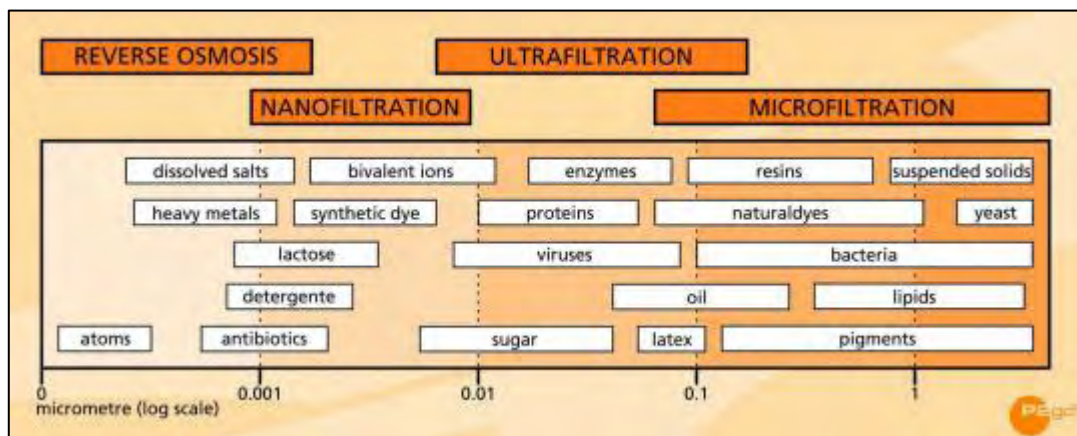 REVERSE OSMOSIS ULTRAFILTRATION
NANOFILTRATION MICROFILTRATION
dissolved salts bivalent ions enzymes resins suspended solids
heavy metals synthetic dye proteins naturaldyes yeast
lactose viruses bacteria
detergente oil lipids
atoms antibiotics sugar latex pigments
0 0.001 0.01 0.1 1
micrometre (log scale)